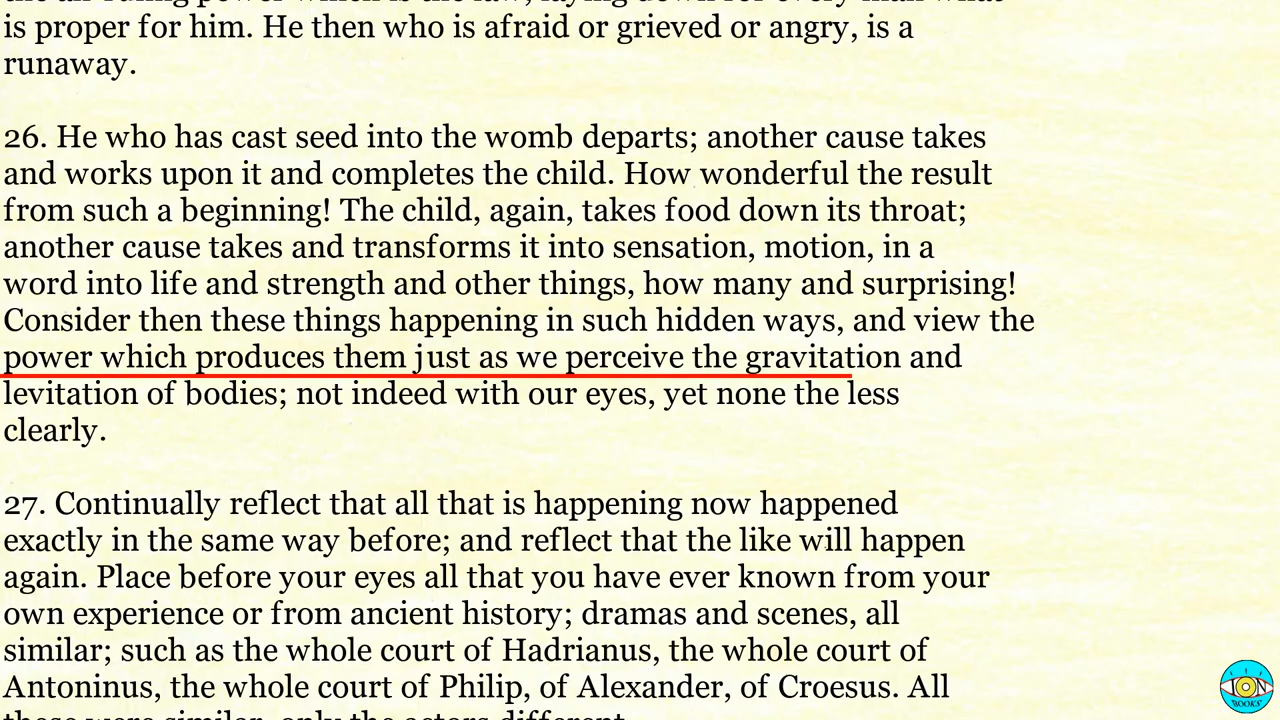 is proper for him. He then who is afraid or grieved or angry, is a
runaway.
26. He who has cast seed into the womb departs; another cause takes
and works upon it and completes the child. How wonderful the result
from such a beginning! The child, again, takes food down its throat;
another cause takes and transforms it into sensation, motion, in a
word into life and strength and other things, how many and surprising!
Consider then these things happening in such hidden ways, and view the
power which produces them just as we perceive the gravitation and
levitation of bodies; not indeed with our eyes, yet none the less
clearly.
27. Continually reflect that all that is happening now happened
exactly in the same way before; and reflect that the like will happen
again. Place before your eyes all that you have ever known from your
own experience or from ancient history; dramas and scenes, all
similar; such as the whole court of Hadrianus, the whole court of
Antoninus, the whole court of Philip, of Alexander, of Croesus. All
these were similar, only the actors different.
ION
BOOKS